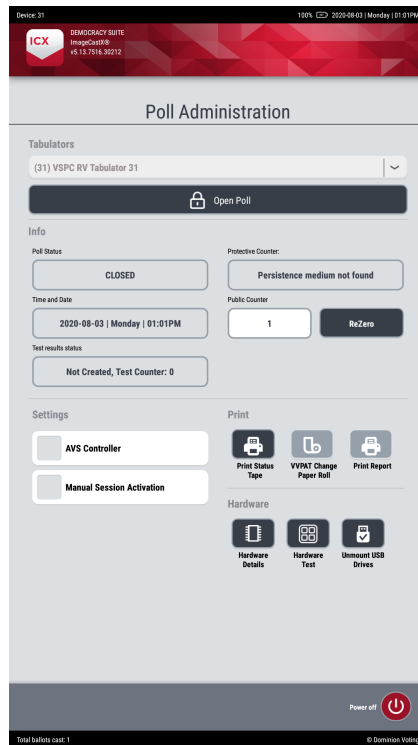 Device: 31
100% 2020-08-03 | Monday | 01:01PM
ICX
DEMOCRACY SUITE
ImageCastX®
v5.13.7516.30212
Poll Administration
Tabulators
(31) VSPC RV Tabulator 31
Open Poll
Info
Poll Status
Protective Counter:
CLOSED
Persistence medium not found
Time and Date
Public Counter
2020-08-03 | Monday | 01:01PM
1
ReZero
Test results status
Not Created, Test Counter: 0
Settings
Print
AVS Controller
Manual Session Activation
Print Status
Tape
VVPAT Change
Paper Roll
Print Report
Hardware
Hardware
Details
Hardware
Test
Unmount USB
Drives
Power off
Total ballots cast: 1
© Dominion Voting